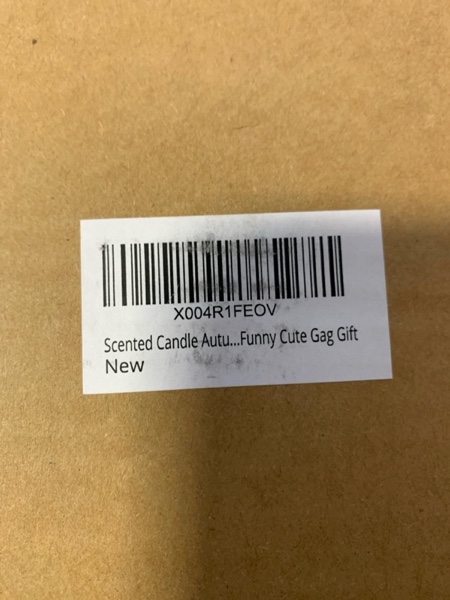 X004R1FEOV
Scented Candle Autu...Funny Cute Gag Gift
New